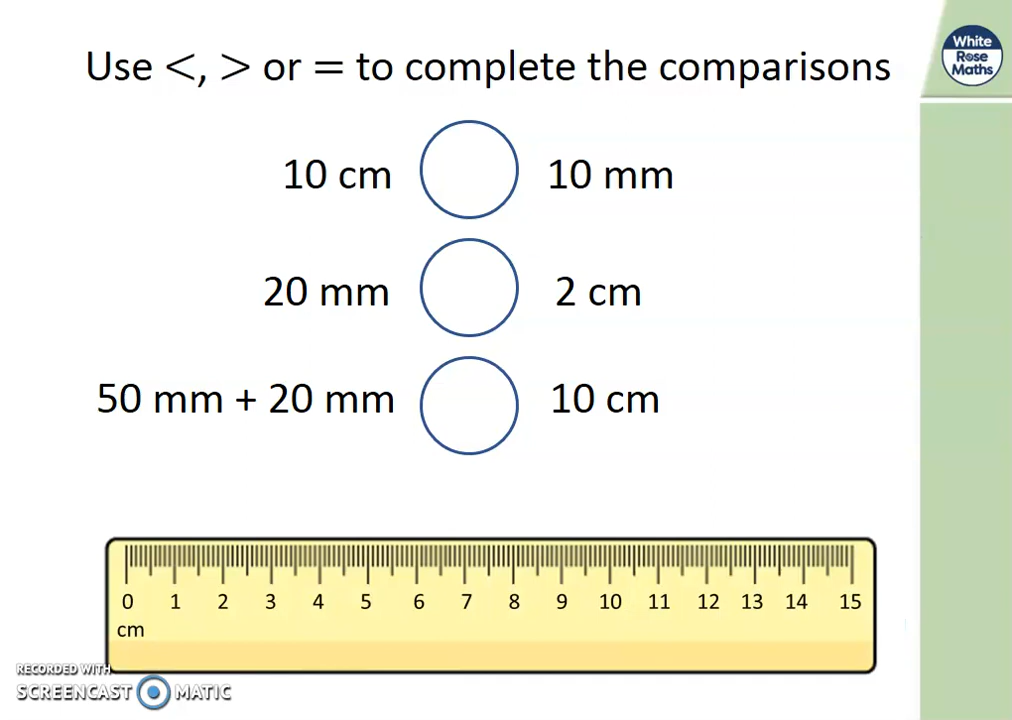 Use <, > or = to complete the comparisons
White
Rose
Maths
10 cm 10 mm
20 mm 2 cm
50 mm + 20 mm 10 cm
0 1 2 3 4 5 6 7 8 9 10 11 12 13 14 15
cm
RECORDED WITH
SCREENCAST MATIC